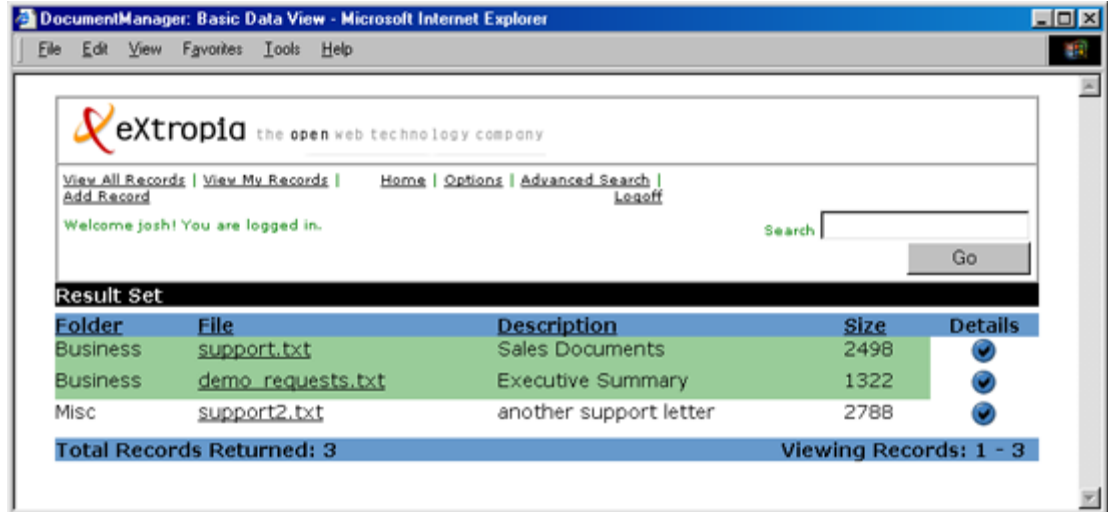 DocumentManager: Basic Data View - Microsoft Internet Explorer
File Edit View Favorites Tools Help
eXtropia the open web technology company
View All Records | View My Records | Home | Options | Advanced Search |
Add Record Logoff
Welcome josh! You are logged in.
Search
Go
Result Set
Folder File Description Size Details
Business support.txt Sales Documents 2498
Business demo_requests.txt Executive Summary 1322
Misc support2.txt another support letter 2788
Total Records Returned: 3 Viewing Records: 1 - 3